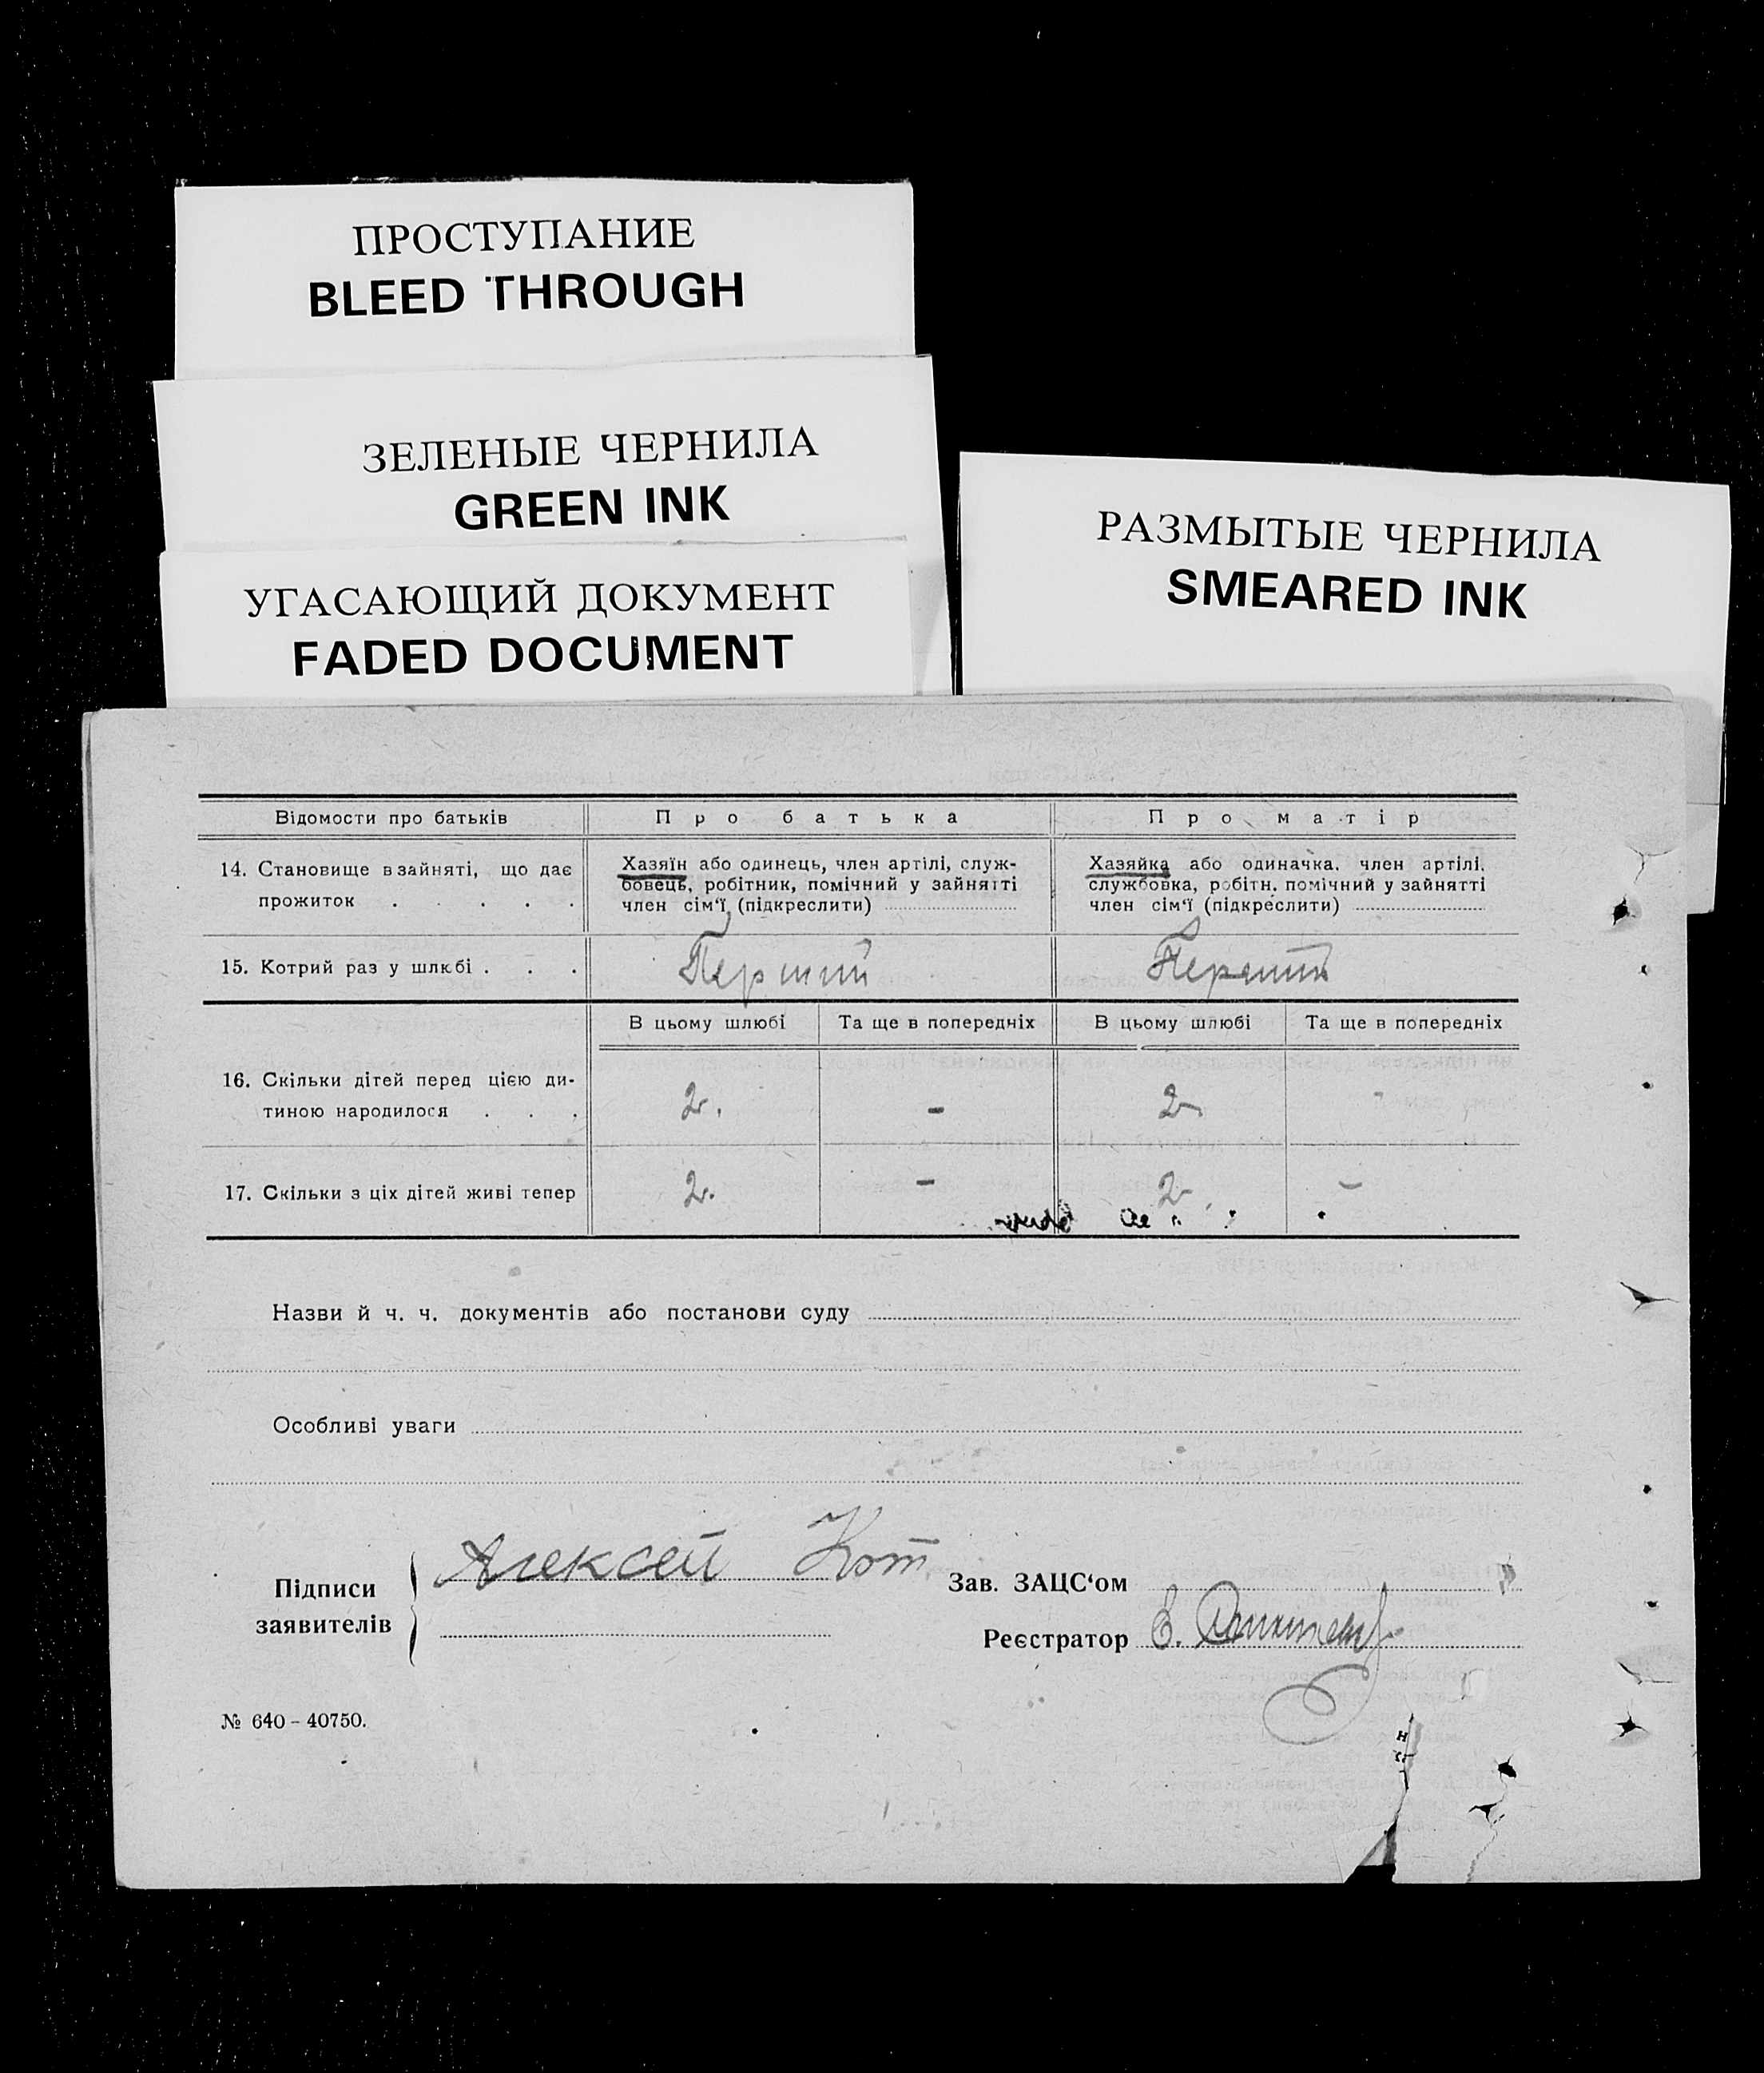 ПРОСТУПАНИЕ
BLEED THROUGH
ЗЕЛЕНЫЕ ЧЕРНИЛА
GREEN INK
УГАСАЮЩИЙ ДОКУМЕНТ
FADED DOCUMENT
РАЗМЫТЫЕ ЧЕРНИЛА
SMEARED INK
Відомости про батьків
Про батька
Про матір
14. Становище в зайняті, що дає
прожиток . . . . .
Хазяїн або одинець, член артілі, служ-
бовець, робітник, помічний у зайнятті
член сім‘ї, (підкреслити)
Хазяйка або одиначка, член артілі,
службовка, робітн. помічний у зайнятті
член сім‘ї (підкреслити)
15. Котрий раз у шлюбі . . .
Перший
Перший
В цьому шлюбі
Та ще в попередніх
В цьому шлюбі
Та ще в попередніх
16. Скільки дітей перед цією ди-
тиною народилося . . .
2.
-
2
-
17. Скільки з ціх дітей живі тепер
2.
-
2
-
Назви й ч. ч. документів або постанови суду
Особливі уваги
Підписи
заявителів
Алексей Кот
Зав. ЗАЦС‘ом
Реєстратор
№ 640 – 40750.